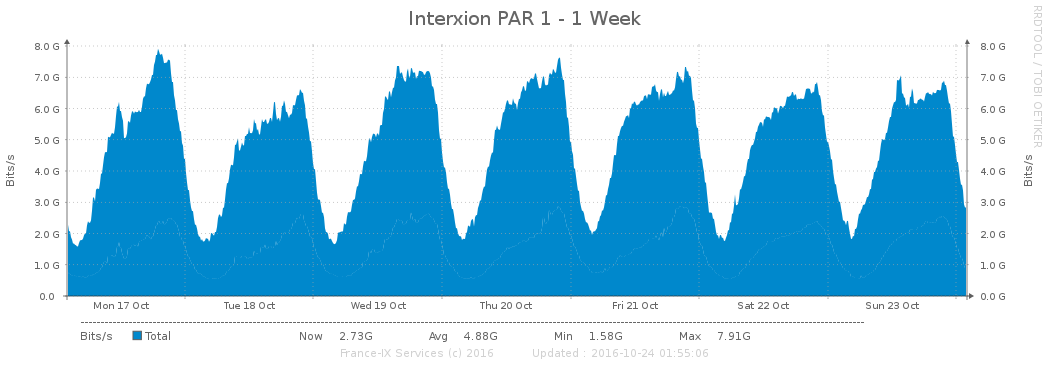 Interxion PAR 1 - 1 Week
RRDTOOL / TOBI OETIKER
Bits/s
8.0 G 8.0 G
7.0 G 7.0 G
6.0 G 6.0 G
5.0 G 5.0 G
4.0 G 4.0 G
3.0 G 3.0 G
2.0 G 2.0 G
1.0 G 1.0 G
0.0 0.0 G
Bits/s
Mon 17 Oct Tue 18 Oct Wed 19 Oct Thu 20 Oct Fri 21 Oct Sat 22 Oct Sun 23 Oct
Bits/s Total Now 2.73G Avg 4.88G Min 1.58G Max 7.91G
France-IX Services (c) 2016 Updated : 2016-10-24 01:55:06